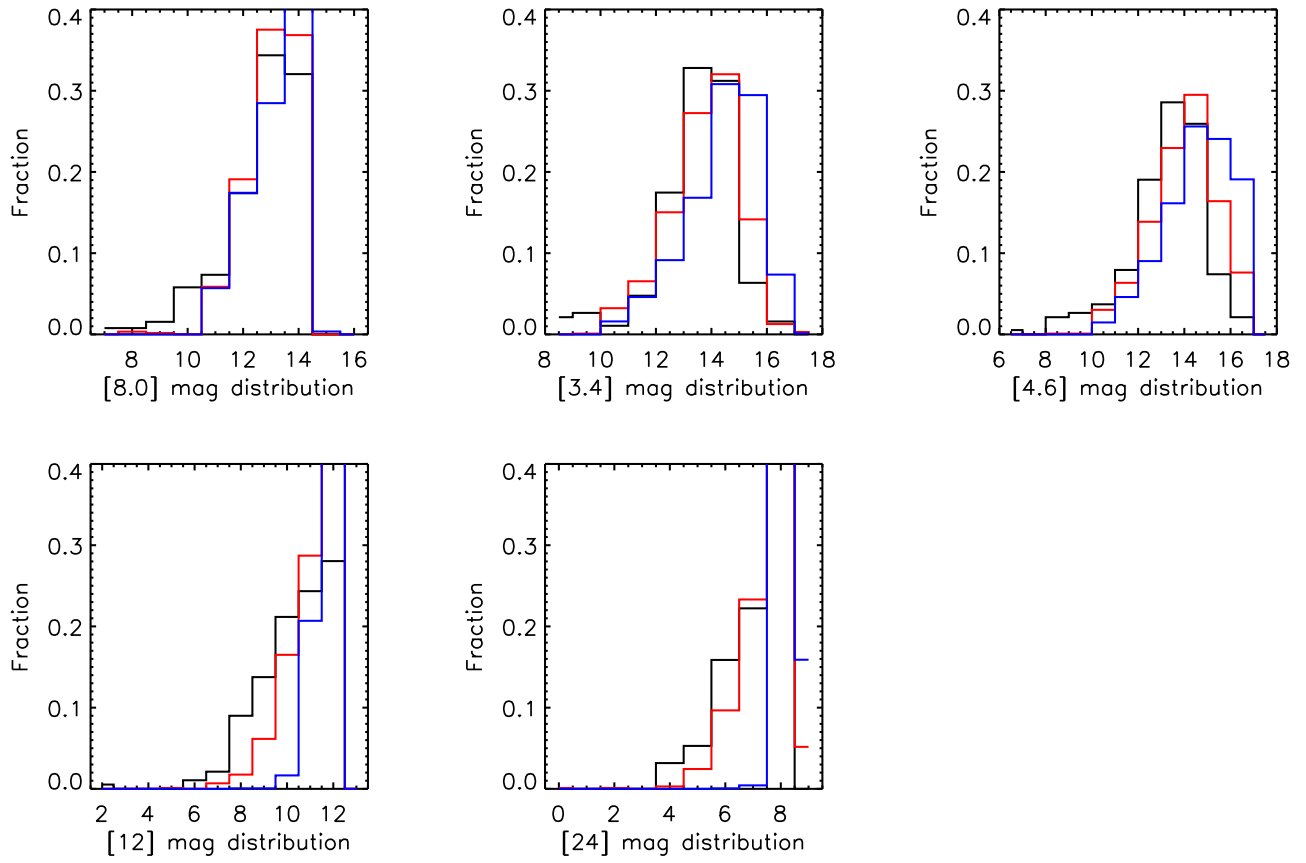 0.4
0.3
0.2
0.1
0.0
Fraction
8 10 12 14 16
[8.0] mag distribution
0.4
0.3
0.2
0.1
0.0
Fraction
8 10 12 14 16 18
[3.4] mag distribution
0.4
0.3
0.2
0.1
0.0
Fraction
6 8 10 12 14 16 18
[4.6] mag distribution
0.4
0.3
0.2
0.1
0.0
Fraction
2 4 6 8 10 12
[12] mag distribution
0.4
0.3
0.2
0.1
0.0
Fraction
0 2 4 6 8
[24] mag distribution